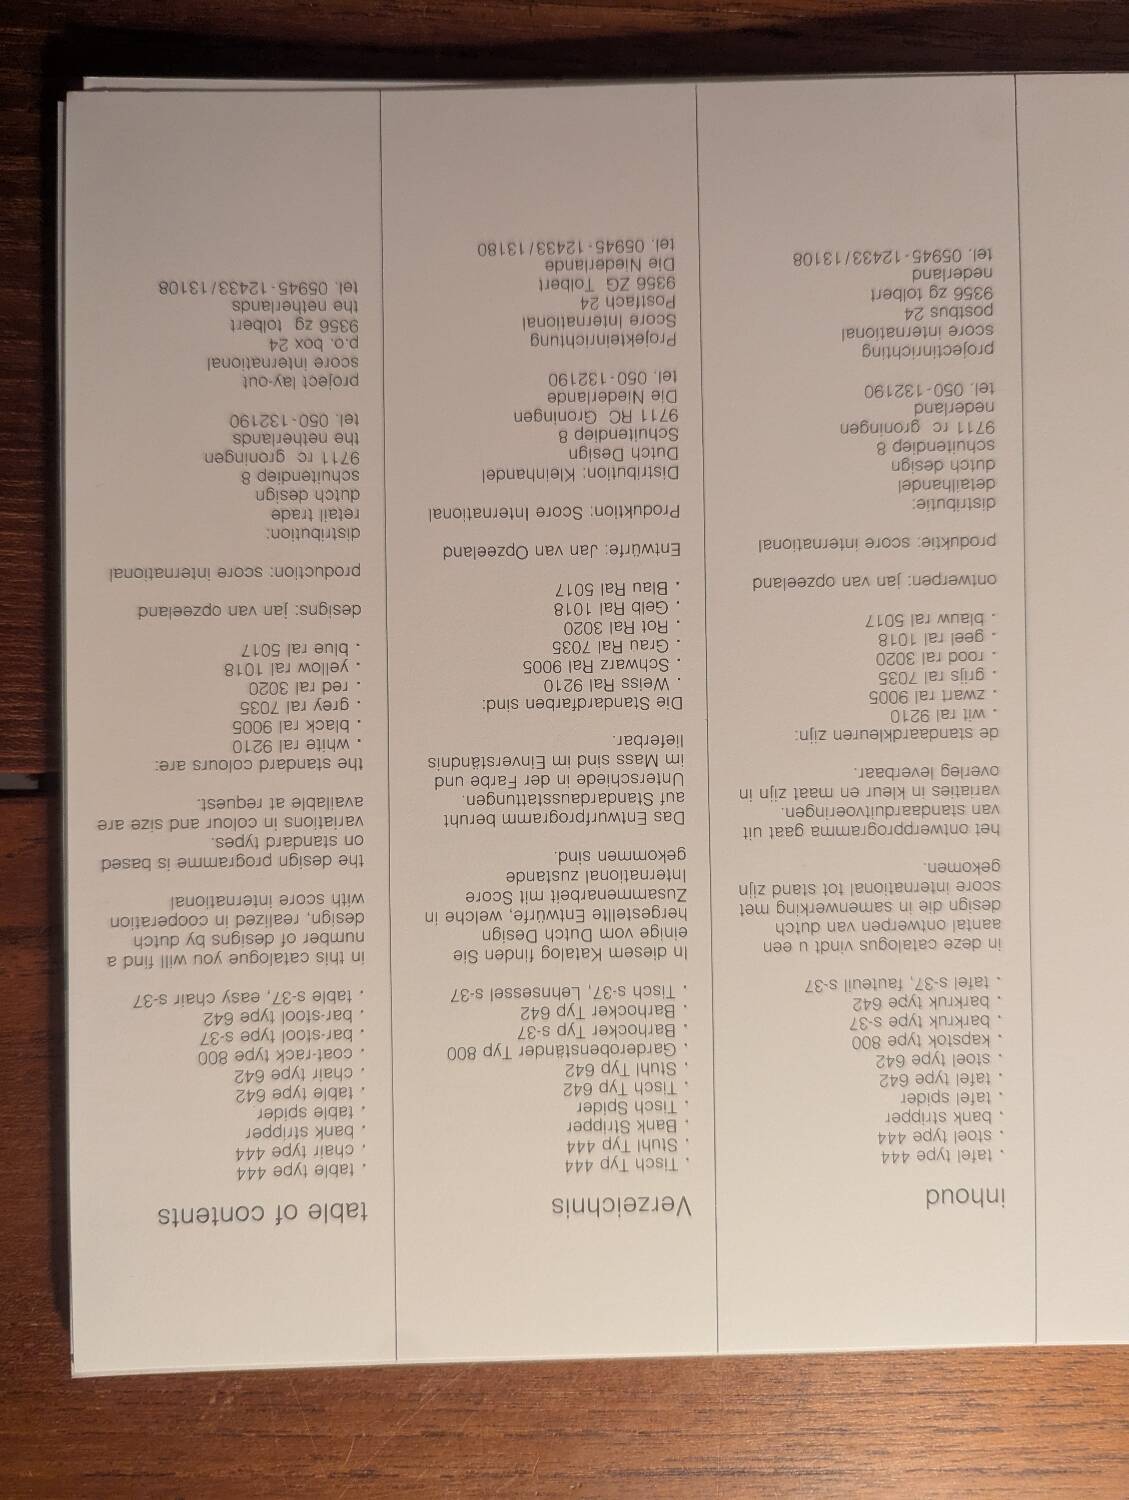 inhoud
. tafel type 444
. stoel type 444
. bank stripper
. tafel spider
. tafel type 642
. stoel type 642
. kapstok type 800
. barkruk type s-37
. barkruk type 642
. tafel s-37, fauteuil s-37
in deze catalogus vindt u een
aantal ontwerpen van dutch
design die in samenwerking met
score international tot stand zijn
gekomen.
het ontwerpprogramma gaat uit
van standaarduitvoeringen.
variaties in kleur en maat zijn in
overleg leverbaar.
de standaardkleuren zijn:
. wit ral 9210
. zwart ral 9005
. grijs ral 7035
. rood ral 3020
. geel ral 1018
. blauw ral 5017
ontwerpen: jan van opzeeland
produktie: score international
distributie:
detailhandel
dutch design
schuitendiep 8
9711 rc groningen
nederland
tel. 050-132190
projectinrichting
score international
postbus 24
9356 zg tolbert
nederland
tel. 05945-12433/13108
Verzeichnis
. Tisch Typ 444
. Stuhl Typ 444
. Bank Stripper
. Tisch Spider
. Tisch Typ 642
. Stuhl Typ 642
. Garderobenständer Typ 800
. Barhocker Typ s-37
. Barhocker Typ 642
. Tisch s-37, Lehnsessel s-37
In diesem Katalog finden Sie
einige vom Dutch Design
hergestellte Entwürfe, welche in
Zusammenarbeit mit Score
International zustande
gekommen sind.
Das Entwurfprogramm beruht
auf Standardausstattungen.
Unterschiede in der Farbe und
im Mass sind im Einverständnis
lieferbar.
Die Standardfarben sind:
. Weiss Ral 9210
. Schwarz Ral 9005
. Grau Ral 7035
. Rot Ral 3020
. Gelb Ral 1018
. Blau Ral 5017
Entwürfe: Jan van Opzeeland
Produktion: Score International
Distribution: Kleinhandel
Dutch Design
Schuitendiep 8
9711 RC Groningen
Die Niederlande
tel. 050-132190
Projekteinrichtung
Score International
Postfach 24
9356 ZG Tolbert
Die Niederlande
tel. 05945-12433/13180
table of contents
. table type 444
. chair type 444
. bank stripper
. table spider
. table type 642
. chair type 642
. coat-rack type 800
. bar-stool type s-37
. bar-stool type 642
. table s-37, easy chair s-37
in this catalogue you will find a
number of designs by dutch
design, realized in cooperation
with score international
the design programme is based
on standard types.
variations in colour and size are
available at request.
the standard colours are:
. white ral 9210
. black ral 9005
. grey ral 7035
. red ral 3020
. yellow ral 1018
. blue ral 5017
designs: jan van opzeeland
production: score international
distribution:
retail trade
dutch design
schuitendiep 8
9711 rc groningen
the netherlands
tel. 050-132190
project lay-out
score international
p.o. box 24
9356 zg tolbert
the netherlands
tel. 05945-12433/13108